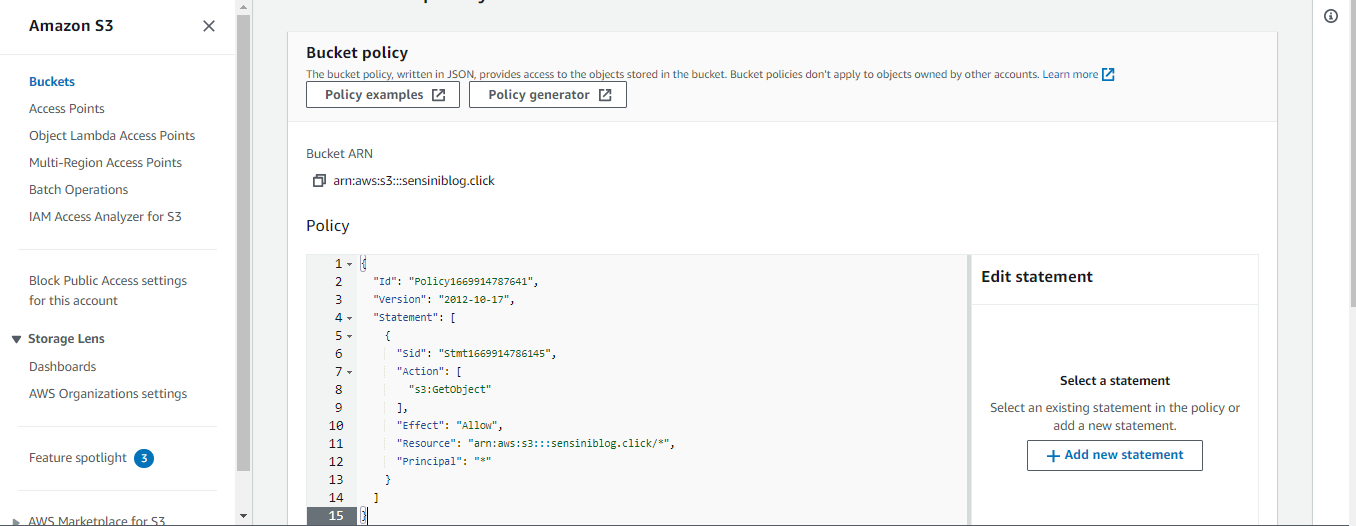 Amazon S3
Buckets
Access Points
Object Lambda Access Points
Multi-Region Access Points
Batch Operations
IAM Access Analyzer for S3
Block Public Access settings
for this account
Storage Lens
Dashboards
AWS Organizations settings
Feature spotlight 3
AWS Marketplace for S3
Bucket policy
The bucket policy, written in JSON, provides access to the objects stored in the bucket. Bucket policies don't apply to objects owned by other accounts. Learn more
Policy examples
Policy generator
Bucket ARN
arn:aws:s3:::sensiniblog.click
Policy
1 {
2 "Id": "Policy1669914787641",
3 "Version": "2012-10-17",
4 "Statement": [
5 {
6 "Sid": "Stmt1669914786145",
7 "Action": [
8 "s3:GetObject"
9 ],
10 "Effect": "Allow",
11 "Resource": "arn:aws:s3:::sensiniblog.click/*",
12 "Principal": "*"
13 }
14 ]
15 }
Edit statement
Select a statement
Select an existing statement in the policy or
add a new statement.
Add new statement